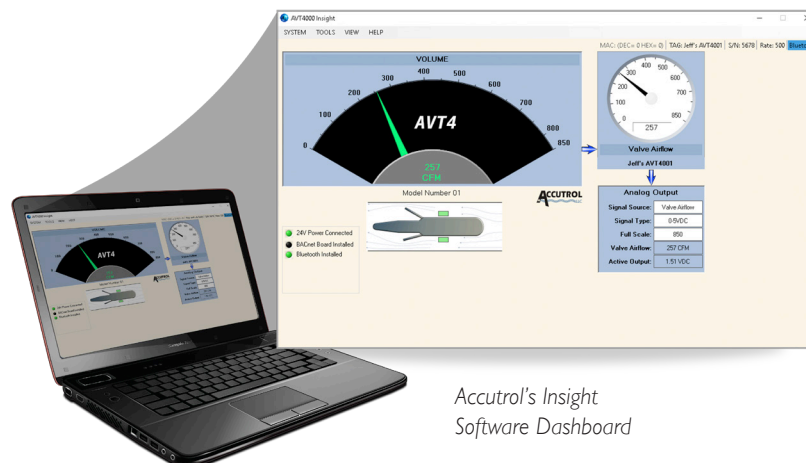 AVT4000 Insight
SYSTEM TOOLS VIEW HELP
MAC: (DEC= 0 HEX= 0) TAG: Jeff's AVT4001 S/N: 5678 Rate: 500 Blueto
VOLUME
0 100 200 300 400 500 600 700 800 850
AVT4
257
CFM
0 100 200 300 400 500 600 700 850
257
Valve Airflow
Jeff's AVT4001
Model Number 01
ACCUTROL
24V Power Connected
BACnet Board Installed
Bluetooth Installed
Analog Output
Signal Source: Valve Airflow
Signal Type: 0-5VDC
Full Scale: 850
Valve Airflow: 257 CFM
Active Output: 1.51 VDC
AVT4
Accutrol's Insight
Software Dashboard